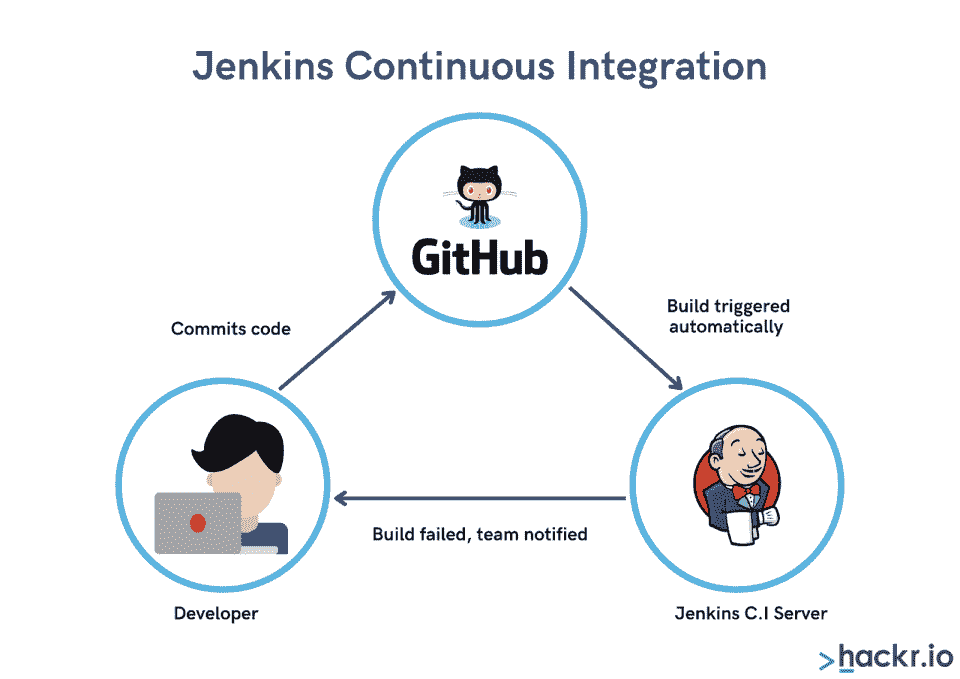 Jenkins Continuous Integration
GitHub
Commits code
Build triggered
automatically
Build failed, team notified
Developer
Jenkins C.I Server
>hackr.io